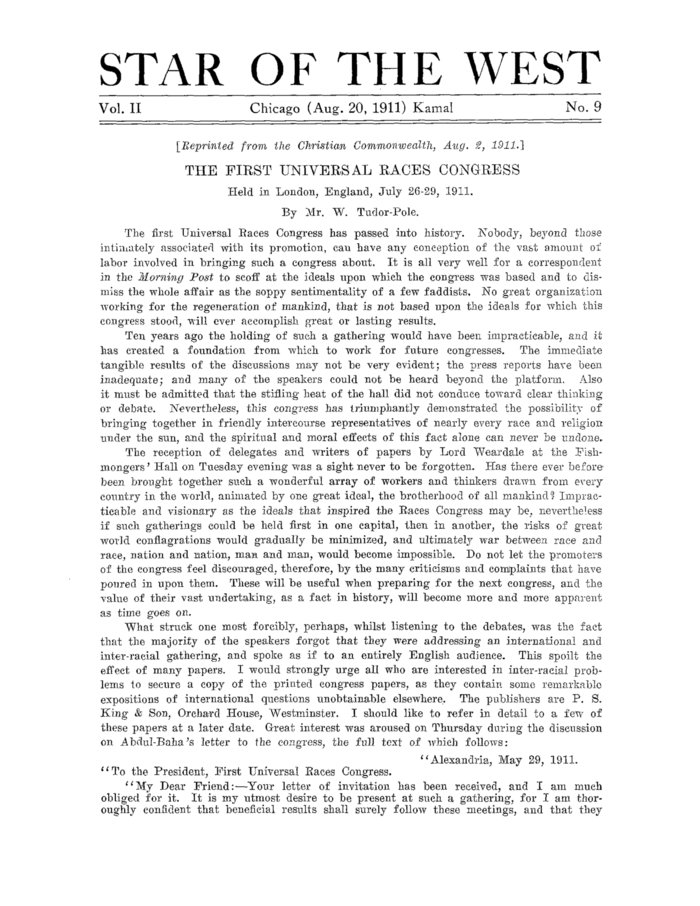 STAR OF THE WEST
Vol. II Chicago (Aug. 20, 1911) Kamal No. 9
[Reprinted from the Christian Commonwealth, Aug. 2, 1911.]
THE FIRST UNIVERSAL RACES CONGRESS
Held in London, England, July 26-29, 1911.
By Mr. W. Tudor-Pole.
The first Universal Races Congress has passed into history. Nobody, beyond those
intimately associated with its promotion, can have any conception of the vast amount of
labor involved in bringing such a congress about. It is all very well for a correspondent
in the Morning Post to scoff at the ideals upon which the congress was based and to dis-
miss the whole affair as the soppy sentimentality of a few faddists. No great organization
working for the regeneration of mankind, that is not based upon the ideals for which this
congress stood, will ever accomplish great or lasting results.
Ten years ago the holding of such a gathering would have been impracticable, and it
has created a foundation from which to work for future congresses. The immediate
tangible results of the discussions may not be very evident; the press reports have been
inadequate; and many of the speakers could not be heard beyond the platform. Also
it must be admitted that the stifling heat of the hall did not conduce toward clear thinking
or debate. Nevertheless, this congress has triumphantly demonstrated the possibility of
bringing together in friendly intercourse representatives of nearly every race and religion
under the sun, and the spiritual and moral effects of this fact alone can never be undone.
The reception of delegates and writers of papers by Lord Weardale at the Fish-
mongers' Hall on Tuesday evening was a sight never to be forgotten. Has there ever before
been brought together such a wonderful array of workers and thinkers drawn from every
country in the world, animated by one great ideal, the brotherhood of all mankind? Imprac-
ticable and visionary as the ideals that inspired the Races Congress may be, nevertheless
if such gatherings could be held first in one capital, then in another, the risks of great
world conflagrations would gradually be minimized, and ultimately war between race and
race, nation and nation, man and man, would become impossible. Do not let the promoters
of the congress feel discouraged, therefore, by the many criticisms and complaints that have
poured in upon them. These will be useful when preparing for the next congress, and the
value of their vast undertaking, as a fact in history, will become more and more apparent
as time goes on.
What struck one most forcibly, perhaps, whilst listening to the debates, was the fact
that the majority of the speakers forgot that they were addressing an international and
inter-racial gathering, and spoke as if to an entirely English audience. This spoilt the
effect of many papers. I would strongly urge all who are interested in inter-racial prob-
lems to secure a copy of the printed congress papers, as they contain some remarkable
expositions of international questions unobtainable elsewhere. The publishers are P. S.
King & Son, Orchard House, Westminster. I should like to refer in detail to a few of
these papers at a later date. Great interest was aroused on Thursday during the discussion
on Abdul-Baha's letter to the congress, the full text of which follows:
"Alexandria, May 29, 1911.
"To the President, First Universal Races Congress.
"My Dear Friend:—Your letter of invitation has been received, and I am much
obliged for it. It is my utmost desire to be present at such a gathering, for I am thor-
oughly confident that beneficial results shall surely follow these meetings, and that they